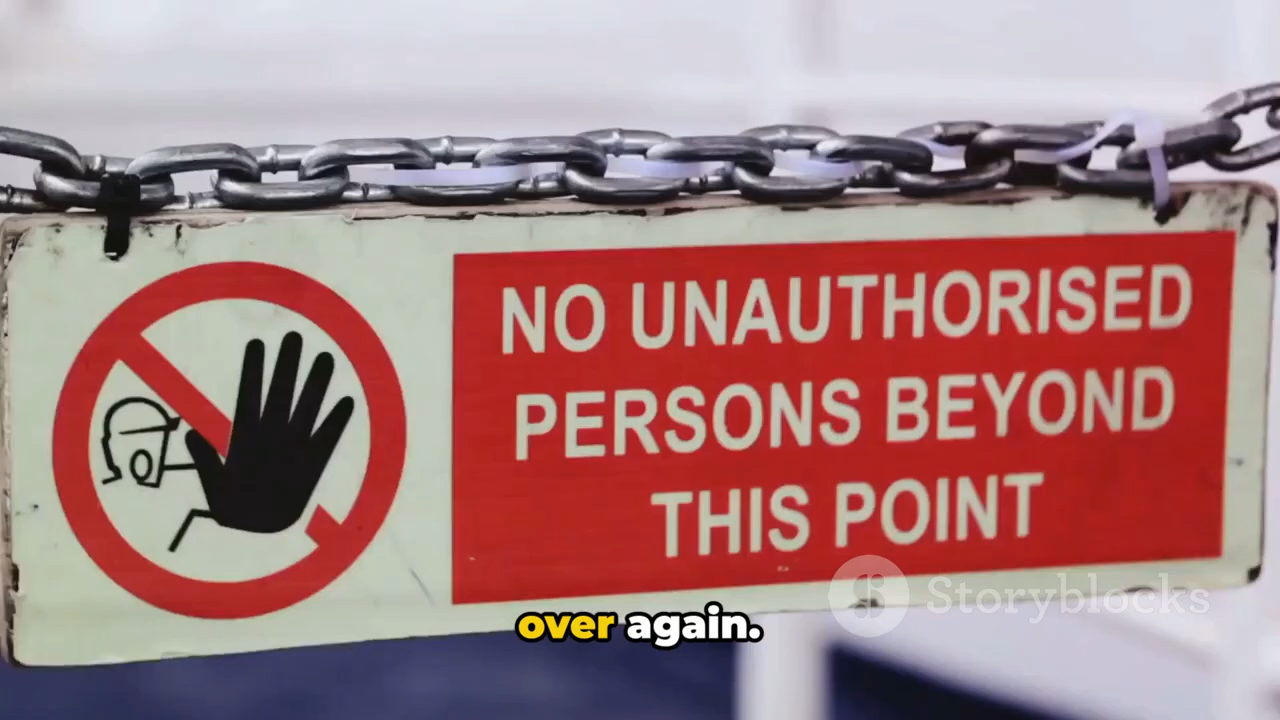 NO UNAUTHORISED
PERSONS BEYOND
THIS POINT
Storyblocks
over again.